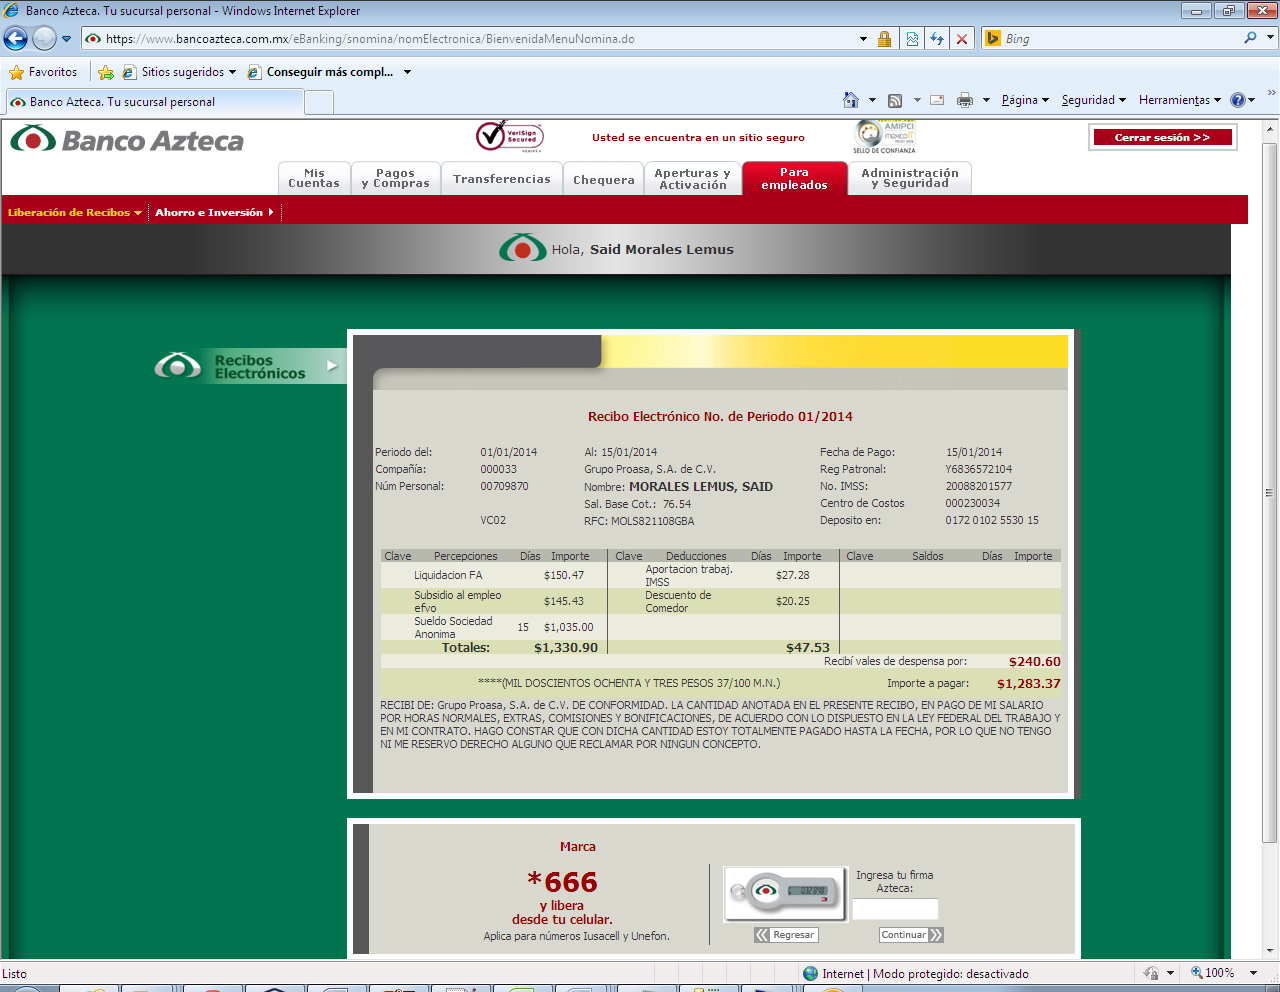 Banco Azteca. Tu sucursal personal - Windows Internet Explorer
https://www.bancoazteca.com.mx/eBanking/snomina/nomElectronica/BienvenidaMenuNomina.do
Bing
Favoritos
Sitios sugeridos
Conseguir más compl...
Banco Azteca. Tu sucursal personal
Página
Seguridad
Herramientas
Banco Azteca
VeriSign Secured
VERIFY
Usted se encuentra en un sitio seguro
AMIPCI
SELLO DE CONFIANZA
Cerrar sesión >>
Mis Cuentas
Pagos y Compras
Transferencias
Chequera
Aperturas y Activación
Para empleados
Administración y Seguridad
Liberación de Recibos
Ahorro e Inversión
Hola, Said Morales Lemus
Recibos Electrónicos
Recibo Electrónico No. de Periodo 01/2014
Periodo del: 01/01/2014 Al: 15/01/2014 Fecha de Pago: 15/01/2014
Compañía: 000033 Grupo Proasa, S.A. de C.V. Reg Patronal: Y6836572104
Núm Personal: 00709870 Nombre: MORALES LEMUS, SAID No. IMSS: 20088201577
Sal. Base Cot.: 76.54 Centro de Costos 000230034
VC02 RFC: MOLS821108GBA Deposito en: 0172 0102 5530 15
Clave Percepciones Días Importe Clave Deducciones Días Importe Clave Saldos Días Importe
Liquidacion FA $150.47 Aportacion trabaj. IMSS $27.28
Subsidio al empleo efvo $145.43 Descuento de Comedor $20.25
Sueldo Sociedad Anonima 15 $1,035.00
Totales: $1,330.90 $47.53
Recibí vales de despensa por: $240.60
****(MIL DOSCIENTOS OCHENTA Y TRES PESOS 37/100 M.N.) Importe a pagar: $1,283.37
RECIBI DE: Grupo Proasa, S.A. de C.V. DE CONFORMIDAD. LA CANTIDAD ANOTADA EN EL PRESENTE RECIBO, EN PAGO DE MI SALARIO
POR HORAS NORMALES, EXTRAS, COMISIONES Y BONIFICACIONES, DE ACUERDO CON LO DISPUESTO EN LA LEY FEDERAL DEL TRABAJO Y
EN MI CONTRATO. HAGO CONSTAR QUE CON DICHA CANTIDAD ESTOY TOTALMENTE PAGADO HASTA LA FECHA, POR LO QUE NO TENGO
NI ME RESERVO DERECHO ALGUNO QUE RECLAMAR POR NINGUN CONCEPTO.
Marca
*666
y libera
desde tu celular.
Aplica para números Iusacell y Unefon.
Ingresa tu firma
Azteca:
Regresar
Continuar
Listo
Internet | Modo protegido: desactivado
100%